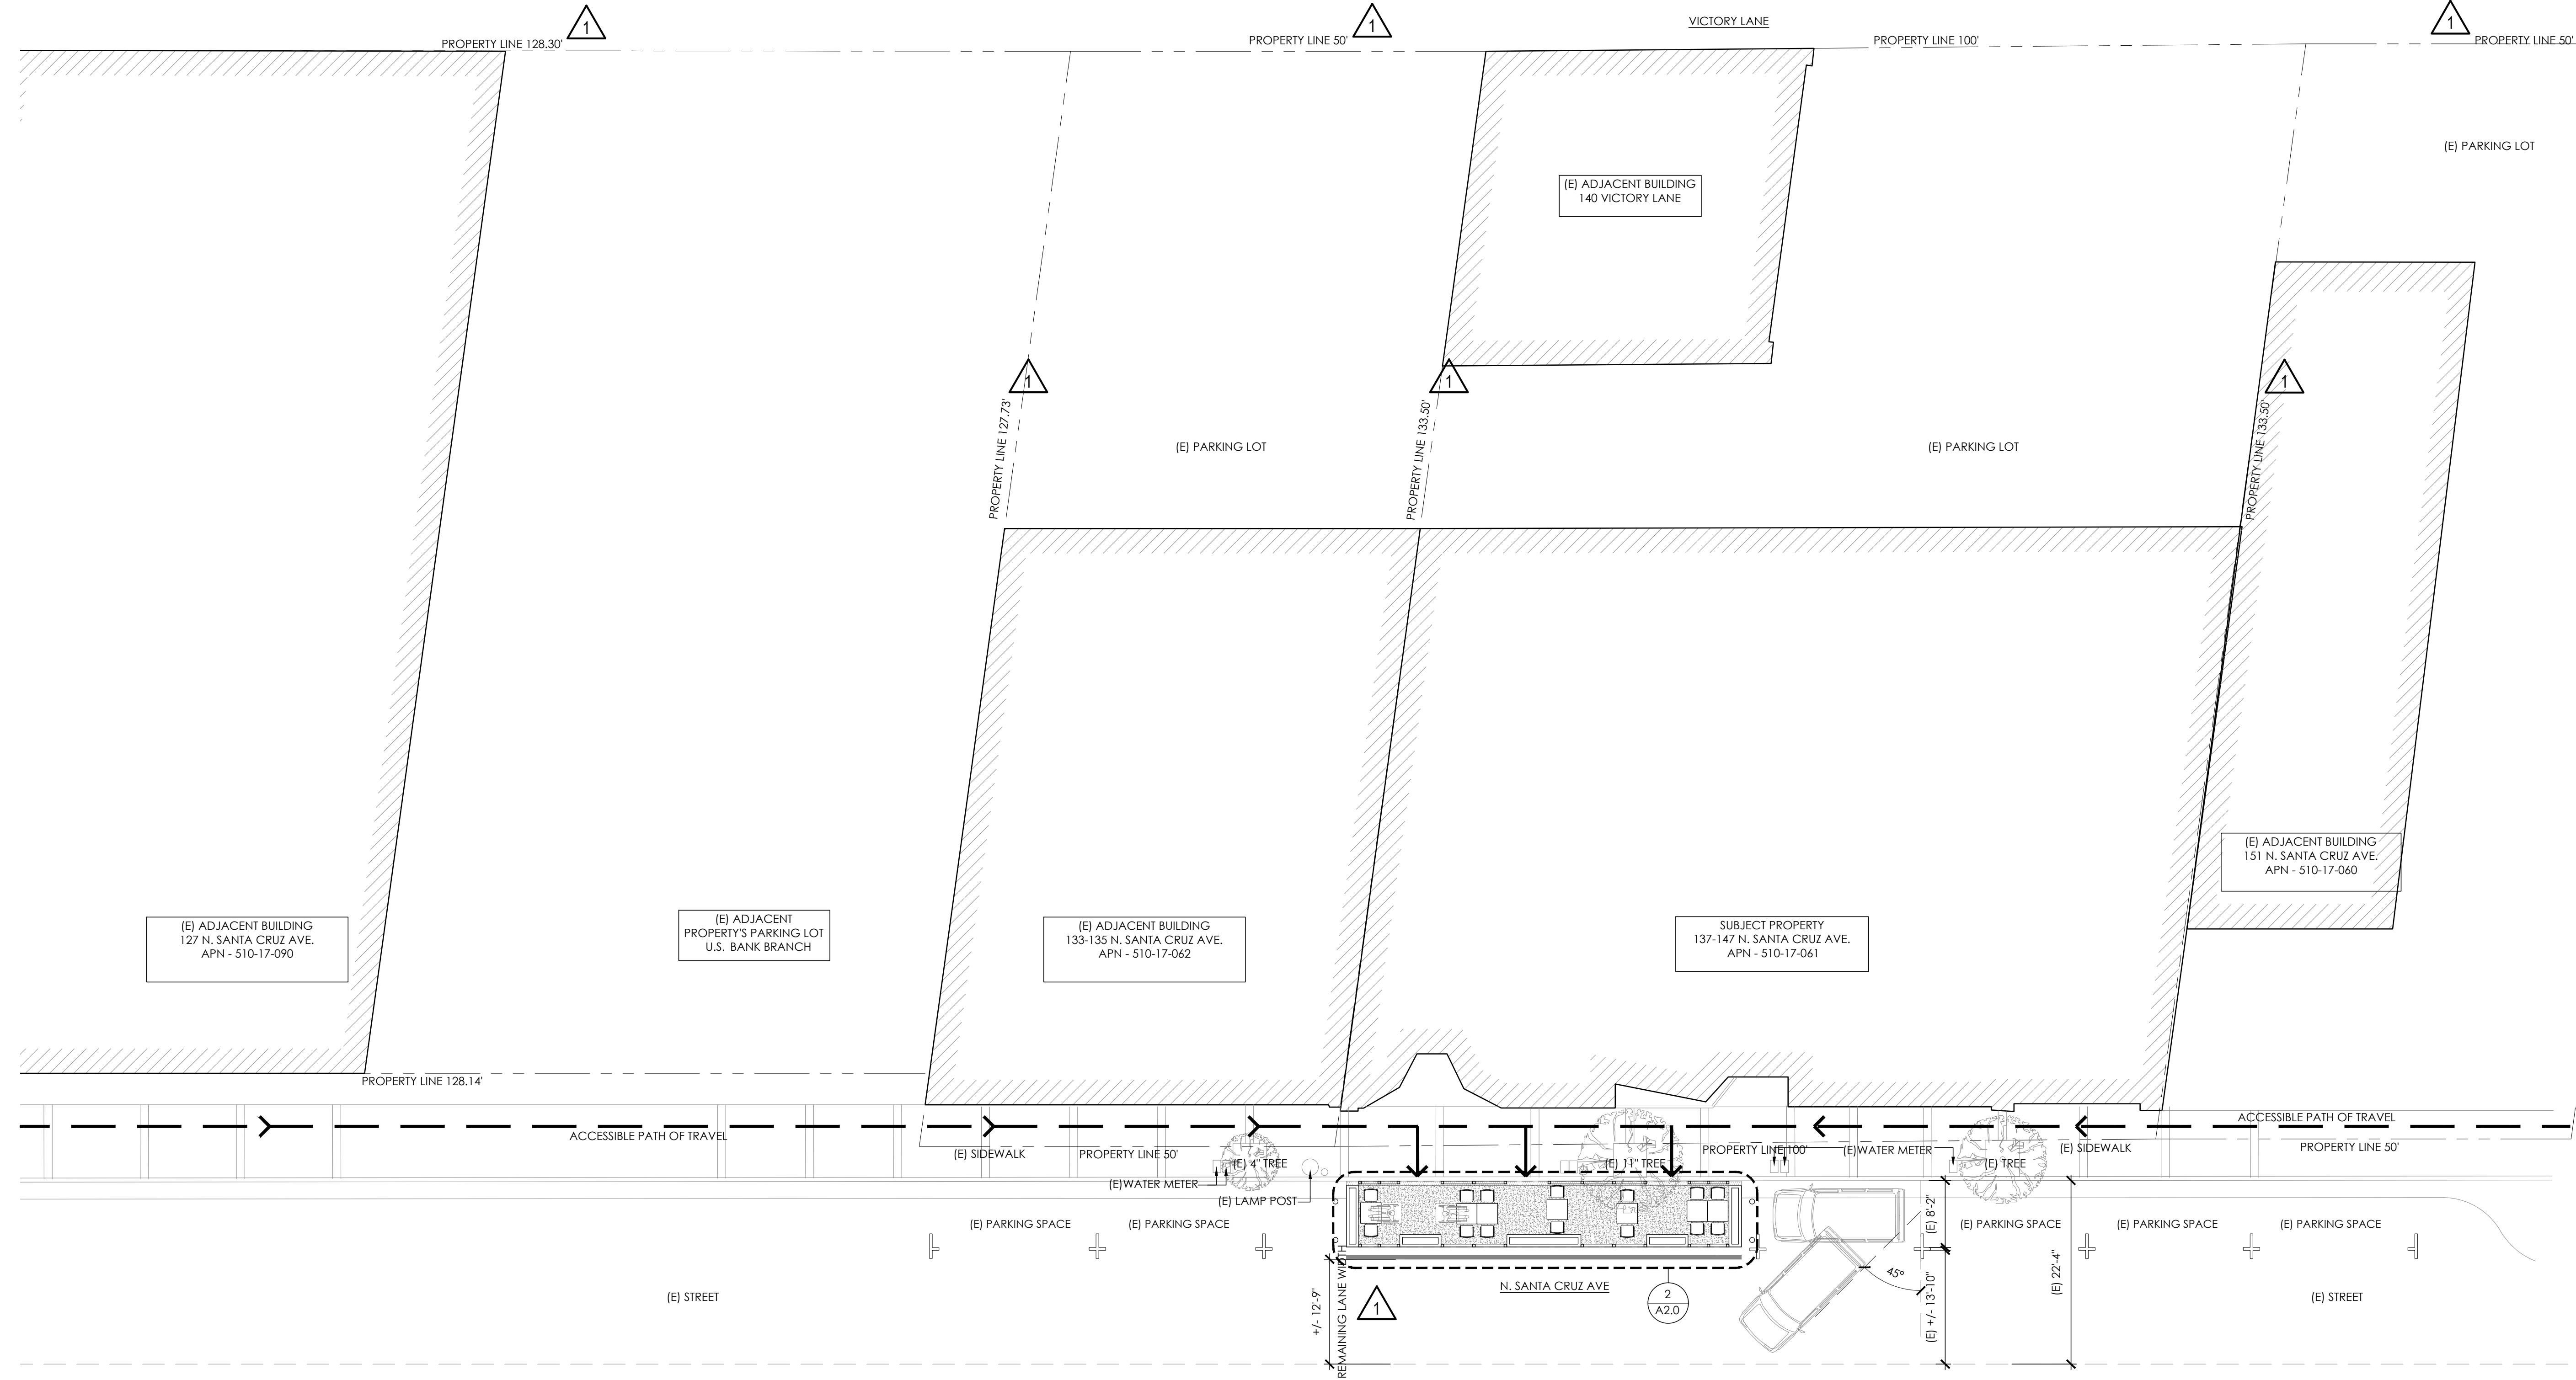 VICTORY LANE
1
1
1
PROPERTY LINE 128.30'
PROPERTY LINE 50'
PROPERTY LINE 100'
PROPERTY LINE 50'
(E) PARKING LOT
(E) ADJACENT BUILDING
140 VICTORY LANE
1
1
1
PROPERTY LINE 127.73'
PROPERTY LINE 133.50'
PROPERTY LINE 133.50'
(E) PARKING LOT
(E) PARKING LOT
(E) ADJACENT BUILDING
151 N. SANTA CRUZ AVE.
APN - 510-17-060
(E) ADJACENT BUILDING
127 N. SANTA CRUZ AVE.
APN - 510-17-090
(E) ADJACENT
PROPERTY'S PARKING LOT
U.S. BANK BRANCH
(E) ADJACENT BUILDING
133-135 N. SANTA CRUZ AVE.
APN - 510-17-062
SUBJECT PROPERTY
137-147 N. SANTA CRUZ AVE.
APN - 510-17-061
PROPERTY LINE 128.14'
ACCESSIBLE PATH OF TRAVEL
ACCESSIBLE PATH OF TRAVEL
(E) SIDEWALK
PROPERTY LINE 50'
(E) 4" TREE
(E) 11" TREE
PROPERTY LINE 100'
(E)WATER METER
(E) TREE
(E) SIDEWALK
PROPERTY LINE 50'
(E)WATER METER
(E) LAMP POST
(E) PARKING SPACE
(E) PARKING SPACE
(E) 8'-2"
(E) PARKING SPACE
(E) PARKING SPACE
(E) PARKING SPACE
45°
(E) 22'-4"
(E) +/- 13'-10"
+/- 12'-9"
REMAINING LANE WIDTH
1
N. SANTA CRUZ AVE
2
A2.0
(E) STREET
(E) STREET